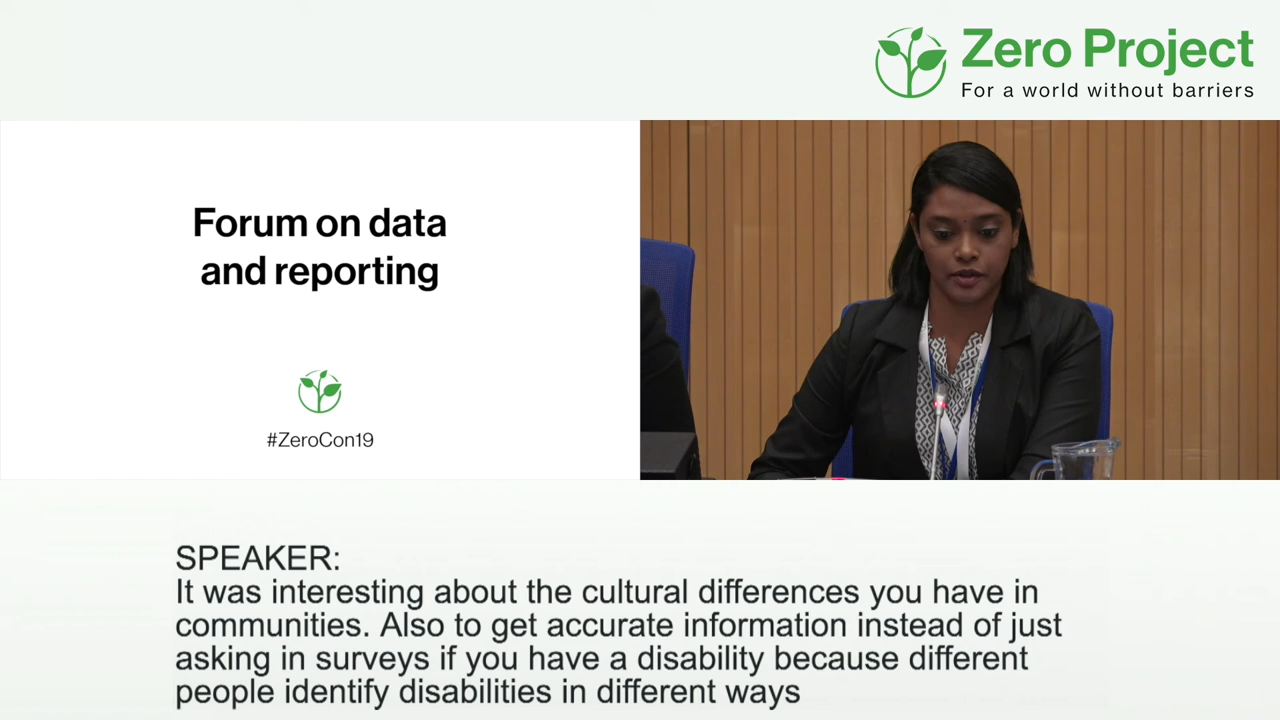 Zero Project
For a world without barriers
Forum on data
and reporting
#ZeroCon19
SPEAKER:
It was interesting about the cultural differences you have in
communities. Also to get accurate information instead of just
asking in surveys if you have a disability because different
people identify disabilities in different ways